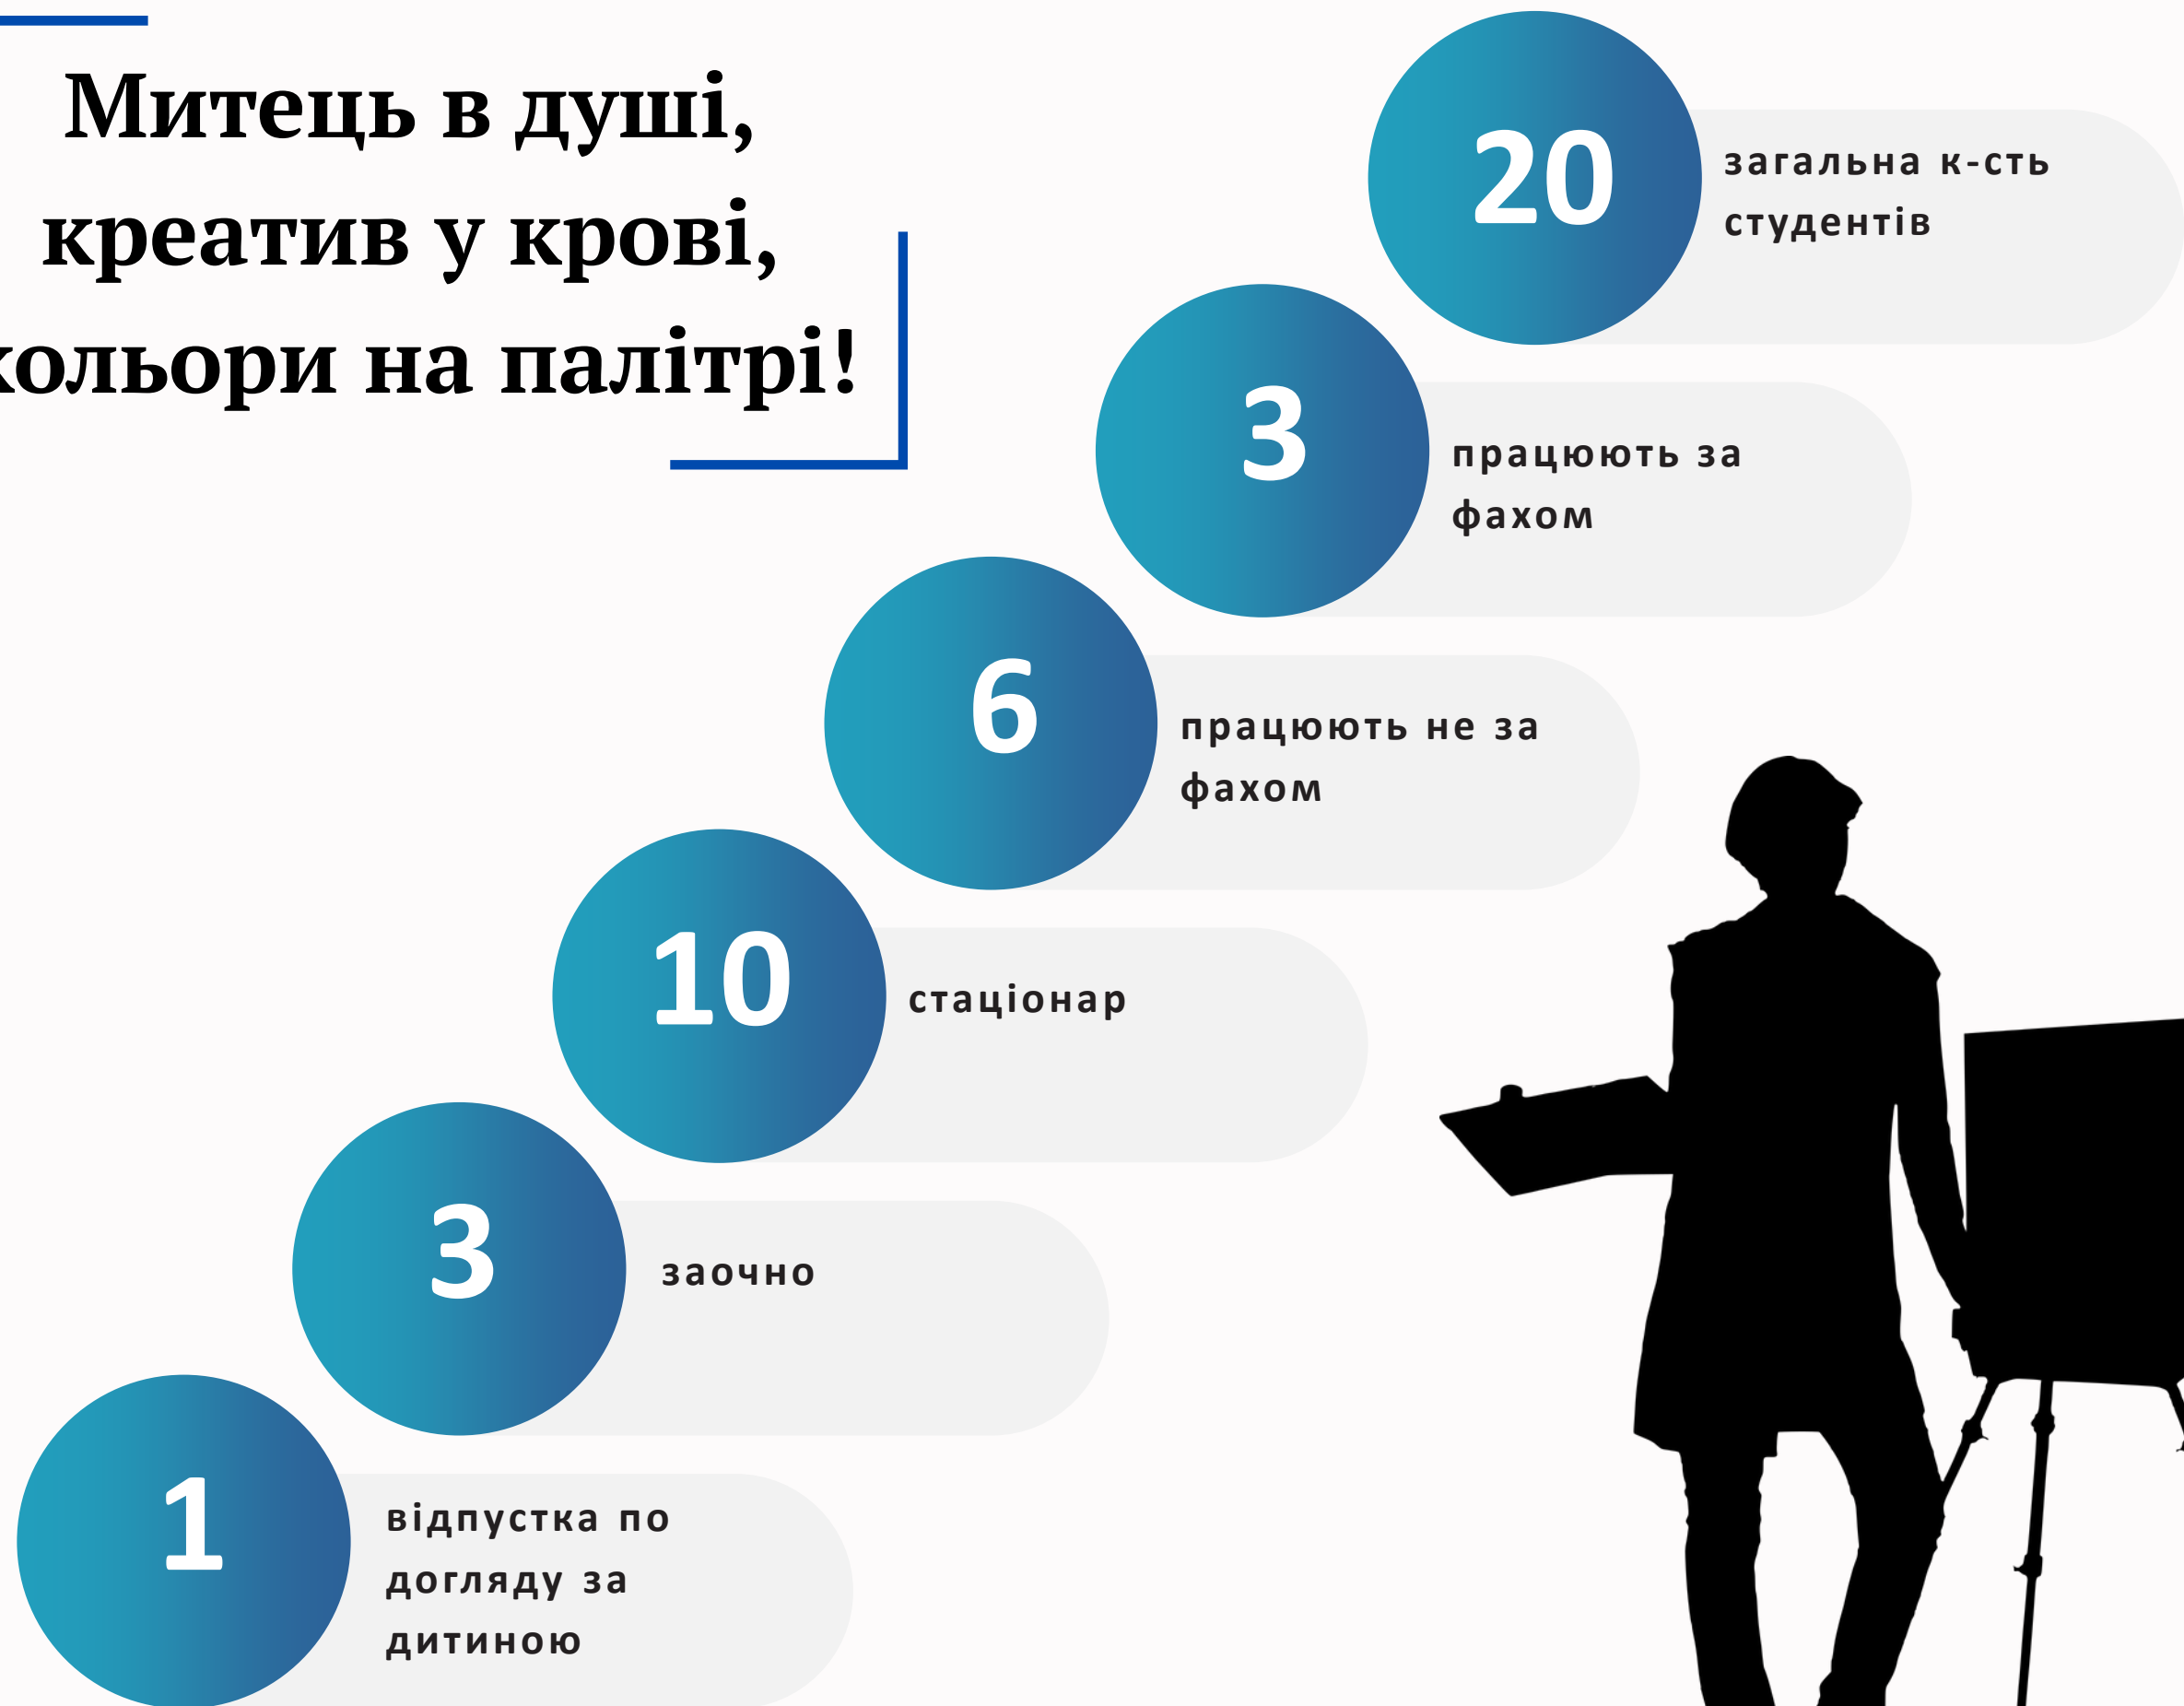 Митець в душі,
креатив у крові,
кольори на палітрі!
20
загальна к-сть
студентів
3
працюють за
фахом
6
працюють не за
фахом
10
стаціонар
3
заочно
1
відпустка по
догляду за
дитиною